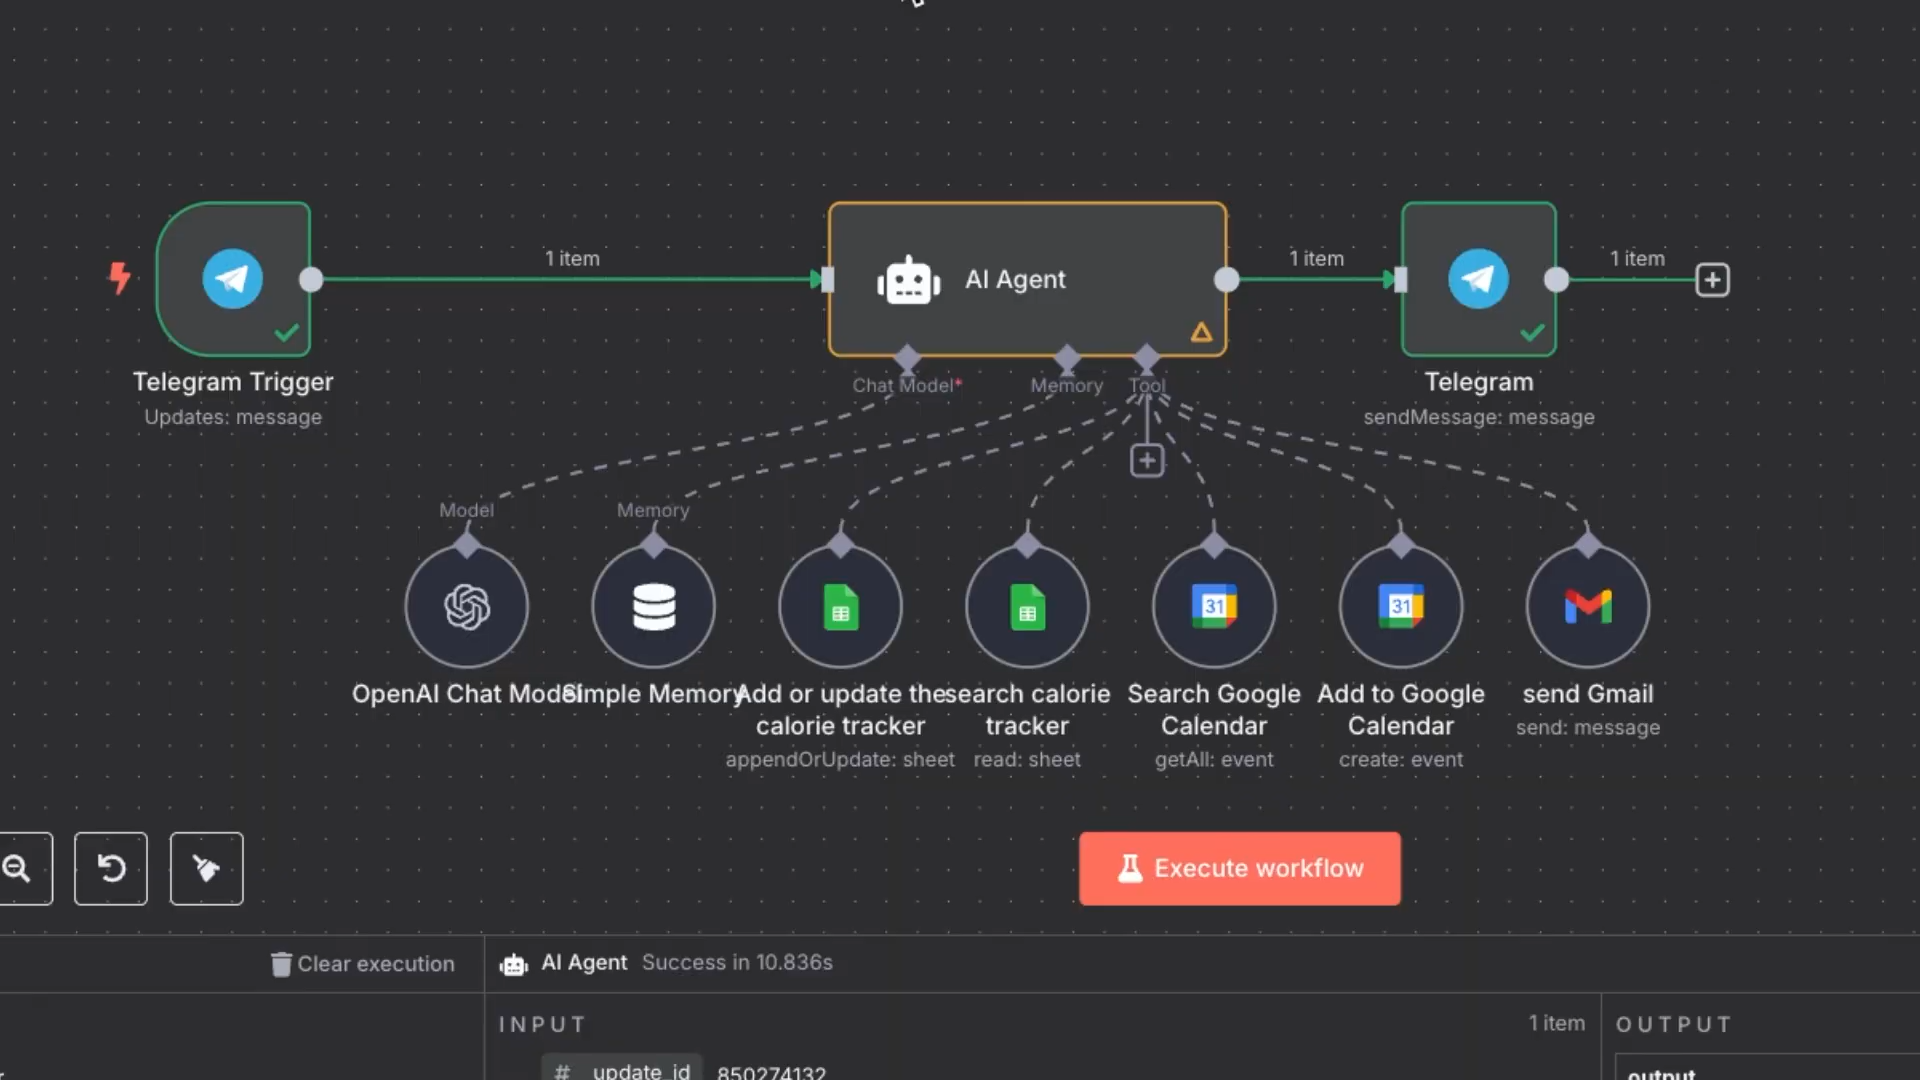 1 item
1 item
1 item
AI Agent
Telegram Trigger
Updates: message
Chat Model*
Memory
Tool
Telegram
sendMessage: message
Model
Memory
31
31
OpenAI Chat Model
Simple Memory
Add or update the
calorie tracker
appendOrUpdate: sheet
search calorie
tracker
read: sheet
Search Google
Calendar
getAll: event
Add to Google
Calendar
create: event
send Gmail
send: message
Execute workflow
Clear execution
AI Agent Success in 10.836s
INPUT
1 item
OUTPUT
# update_id 850274132
output